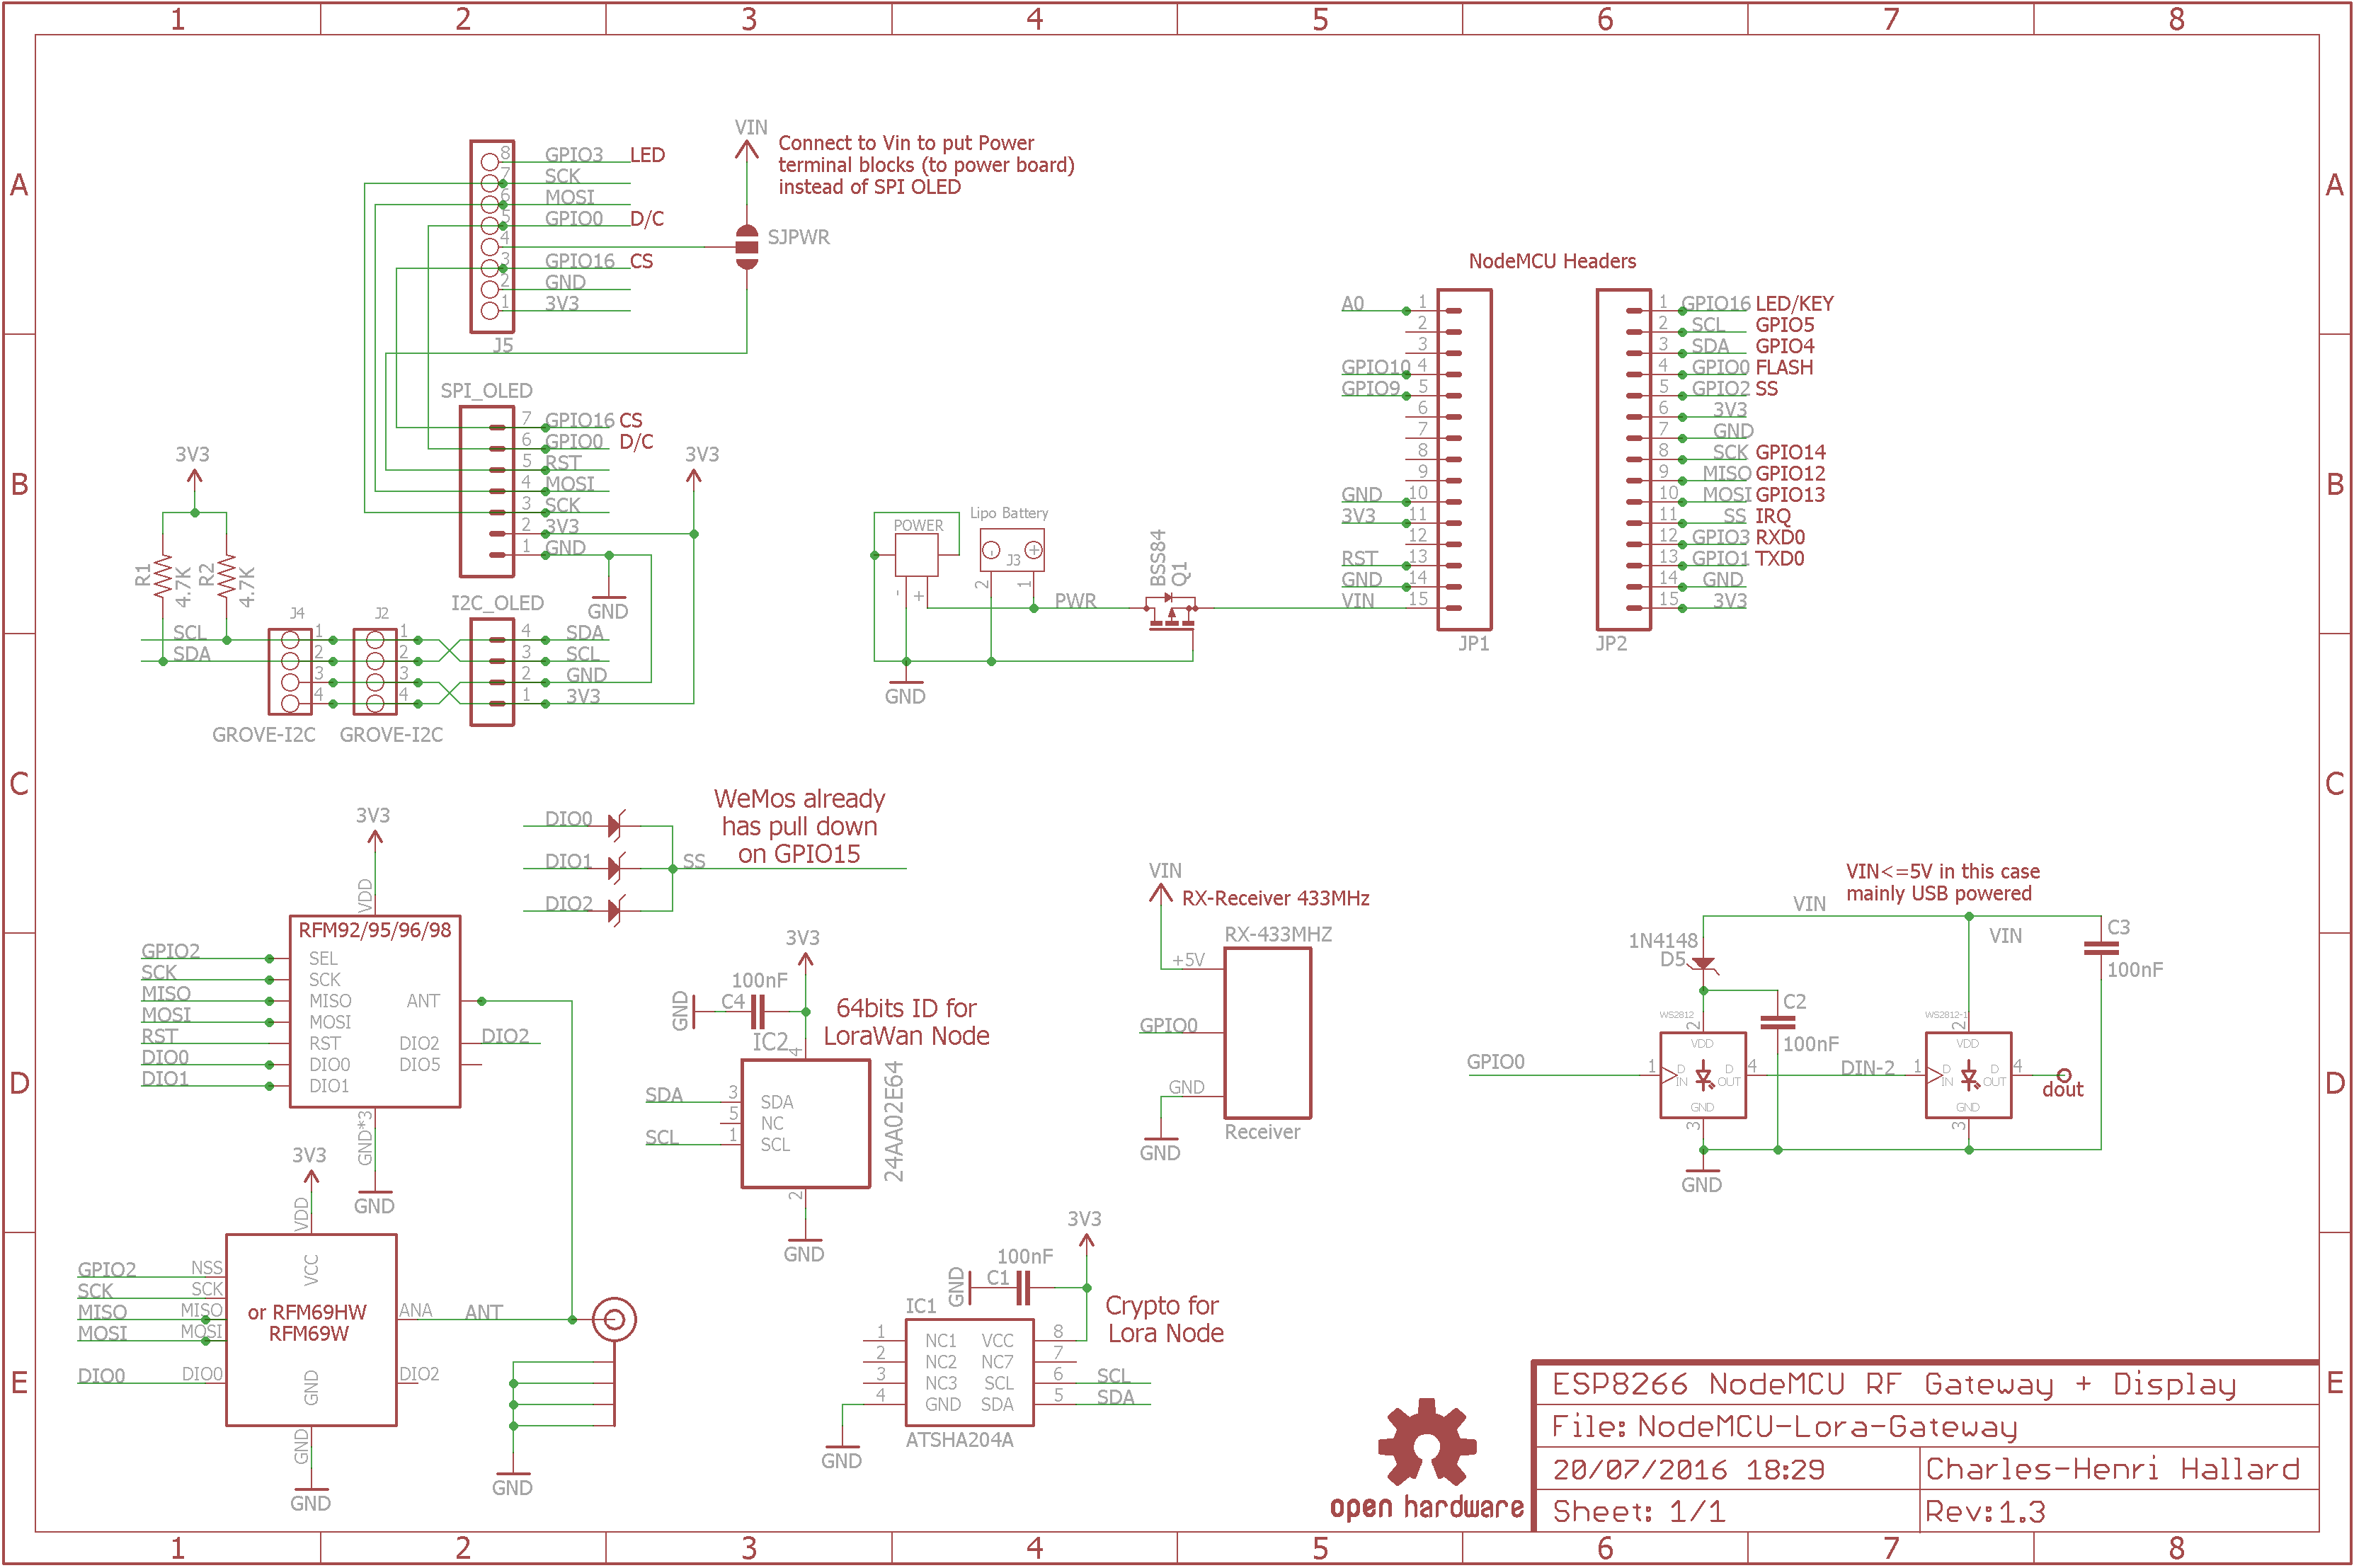 1 2 3 4 5 6 7 8
A A
B B
C C
D D
E E
VIN
Connect to Vin to put Power
terminal blocks (to power board)
instead of SPI OLED
SJPWR
8 GPIO3 LED
7 SCK
6 MOSI
5 GPIO0 D/C
4
3 GPIO16 CS
2 GND
1 3V3
J5
SPI_OLED
7 GPIO16 CS
6 GPIO0 D/C
5 RST
4 MOSI
3 SCK
2 3V3
1 GND
3V3
GND
3V3
R1
4.7K
R2
4.7K
SCL
SDA
J4
1
2
3
4
GROVE-I2C
J2
1
2
3
4
GROVE-I2C
I2C_OLED
4 SDA
3 SCL
2 GND
1 3V3
POWER
- +
Lipo Battery
- +
J3
2 1
PWR
GND
BSS84
Q1
NodeMCU Headers
A0 1
2
3
GPIO10 4
GPIO9 5
6
7
8
9
GND 10
3V3 11
12
RST 13
GND 14
VIN 15
JP1
1 GPIO16 LED/KEY
2 SCL GPIO5
3 SDA GPIO4
4 GPIO0 FLASH
5 GPIO2 SS
6 3V3
7 GND
8 SCK GPIO14
9 MISO GPIO12
10 MOSI GPIO13
11 SS IRQ
12 GPIO3 RXD0
13 GPIO1 TXD0
14 GND
15 3V3
JP2
DIO0
DIO1
DIO2
SS
WeMos already
has pull down
on GPIO15
3V3
VDD
RFM92/95/96/98
GPIO2 SEL
SCK SCK
MISO MISO ANT
MOSI MOSI
RST RST DIO2 DIO2
DIO0 DIO0 DIO5
DIO1 DIO1
GND*3
GND
3V3
VDD
VCC
GPIO2 NSS
SCK SCK
MISO MISO
MOSI MOSI
DIO0 DIO0
or RFM69HW
RFM69W
ANA ANT
DIO2
GND
GND
GND
GND
3V3
100nF
GND C4
IC2 4
64bits ID for
LoraWan Node
SDA 3 SDA
5 NC
SCL 1 SCL
24AA02E64
2
GND
3V3
100nF
GND C1
IC1
Crypto for
Lora Node
1 NC1 VCC 8
2 NC2 NC7 7
3 NC3 SCL 6 SCL
4 GND SDA 5 SDA
ATSHA204A
GND
VIN
RX-Receiver 433MHz
RX-433MHZ
+5V
GPIO0
GND
Receiver
GND
VIN<=5V in this case
mainly USB powered
VIN
VIN
1N4148
D5
C3
100nF
C2
100nF
WS2812
2
VDD
GPIO0 1 D IN D OUT 4
GND
3
DIN-2
WS2812-1
2
VDD
1 D IN D OUT 4
GND
3
dout
GND
open hardware
ESP8266 NodeMCU RF Gateway + Display
File: NodeMCU-Lora-Gateway
20/07/2016 18:29 Charles-Henri Hallard
Sheet: 1/1 Rev:1.3
1 2 3 4 5 6 7 8